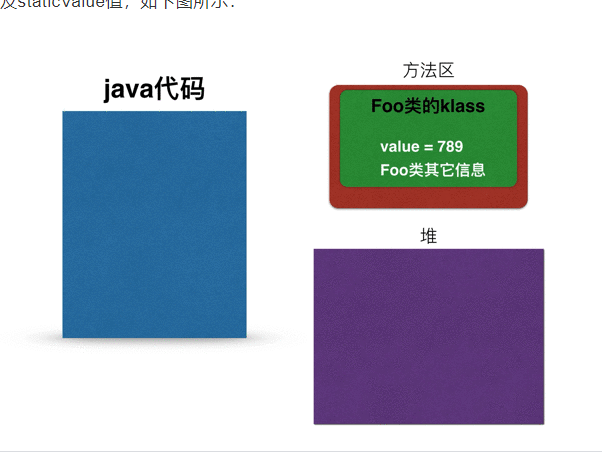 及staticValue值，如下图所示：
java代码
方法区
Foo类的klass
value = 789
Foo类其它信息
堆